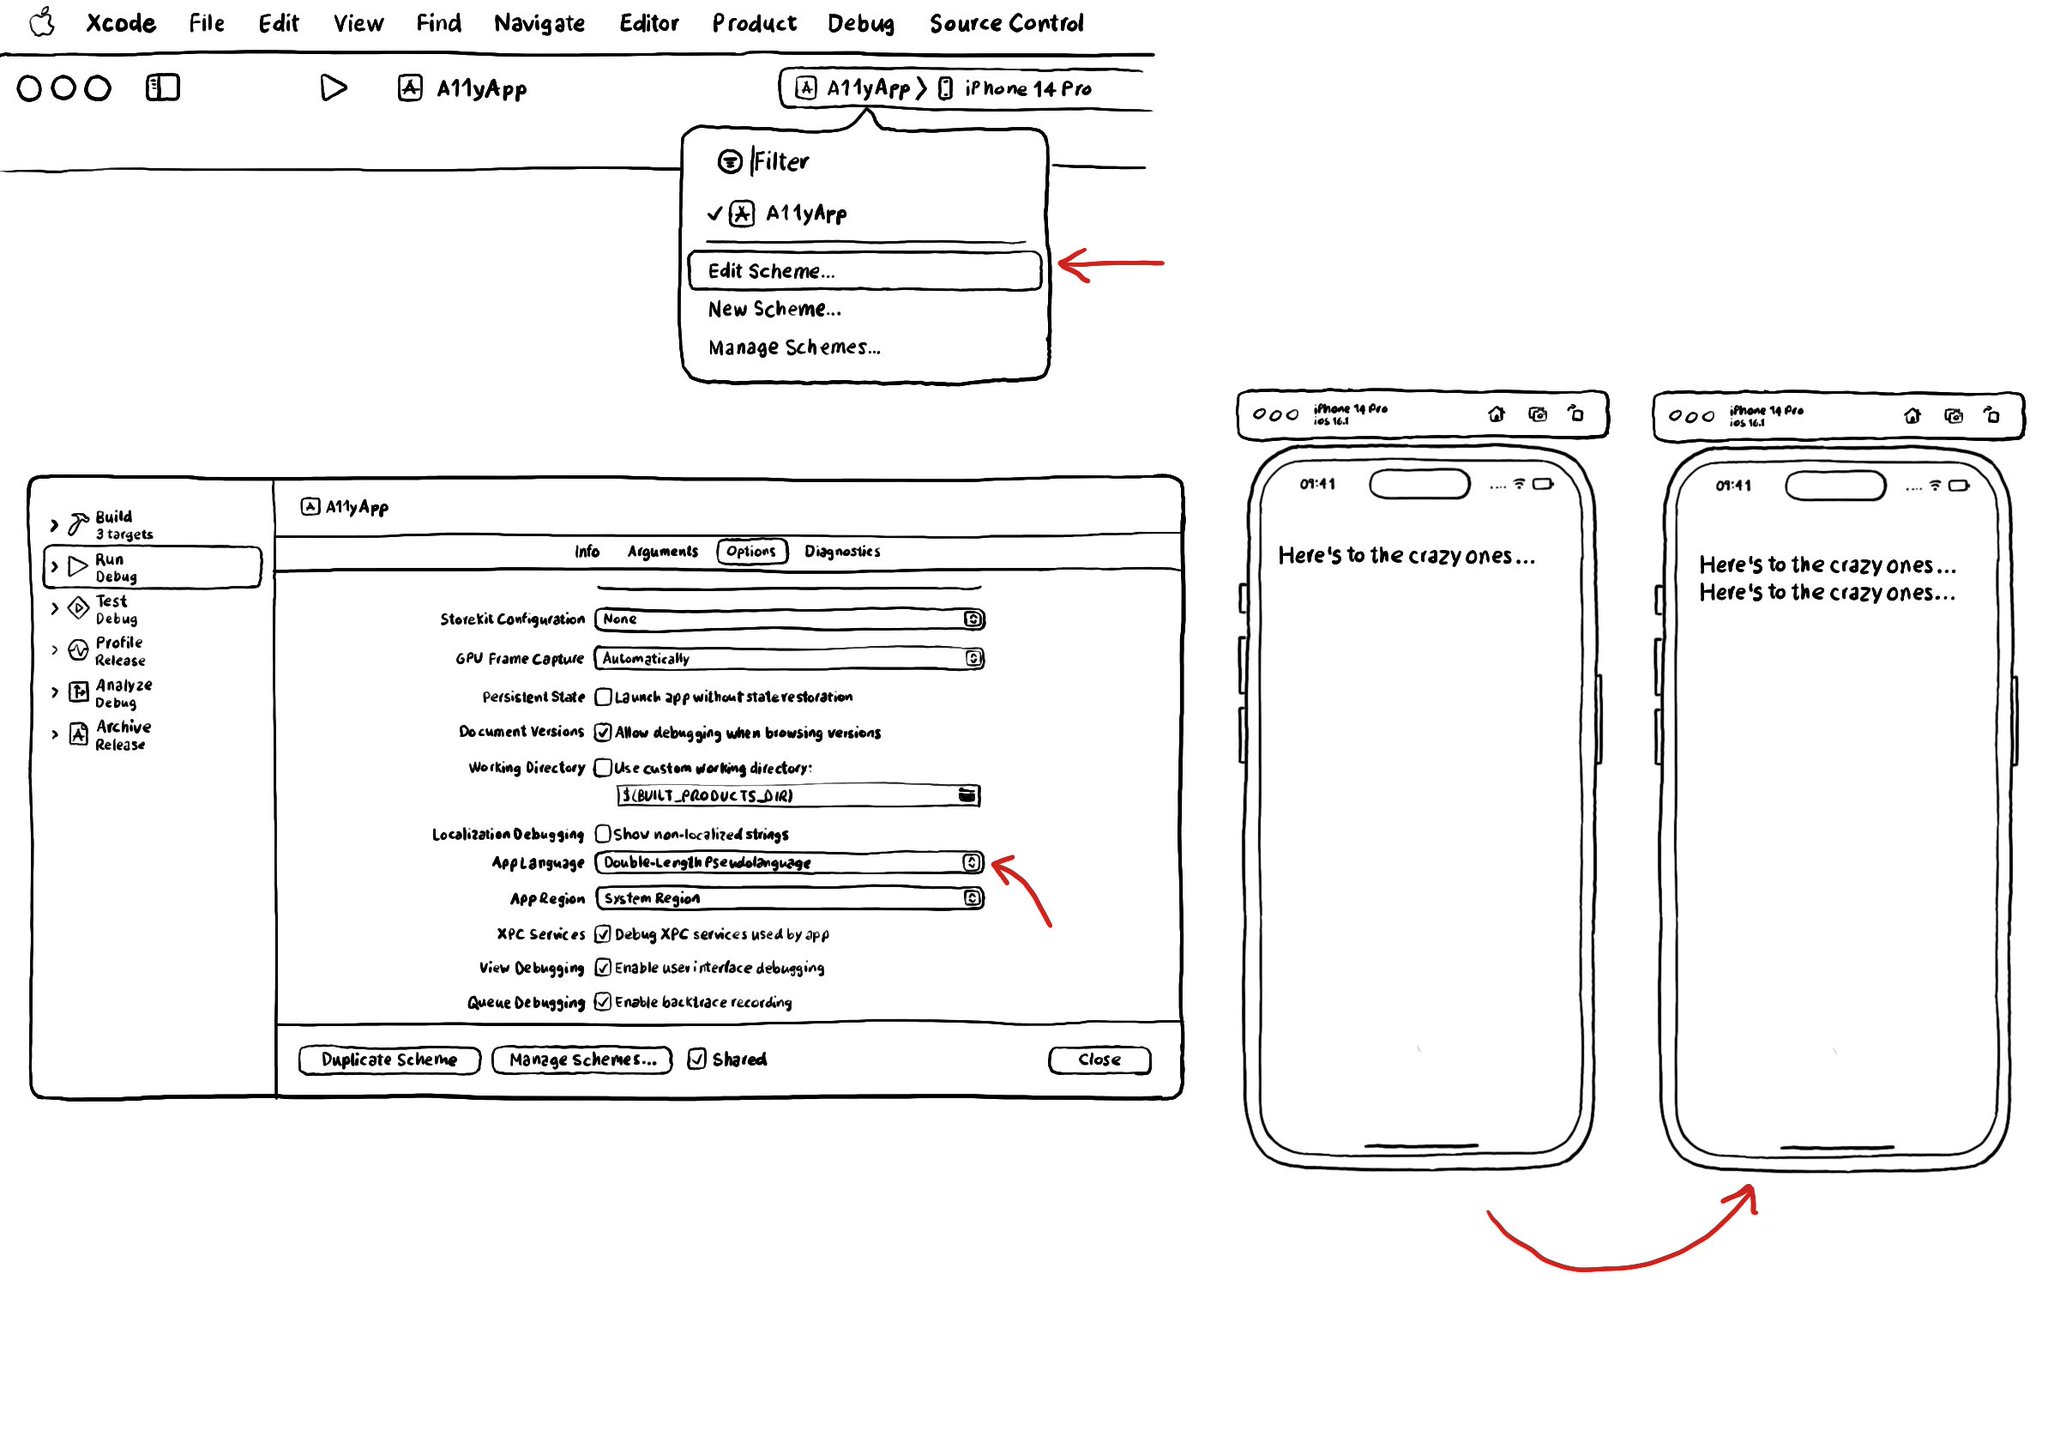 Xcode File Edit View Find Navigate Editor Product Debug Source Control
A11yApp
A11yApp iPhone 14 Pro
Filter
A11yApp
Edit Scheme...
New Scheme...
Manage Schemes...
A11yApp
Build
3 targets
Run
Debug
Test
Debug
Profile
Release
Analyze
Debug
Archive
Release
Info Arguments Options Diagnostics
StoreKit Configuration None
GPU Frame Capture Automatically
Persistent State Launch app without state restoration
Document Versions Allow debugging when browsing versions
Working Directory Use custom working directory:
$(BUILT_PRODUCTS_DIR)
Localization Debugging Show non-localized strings
App Language Double-Length Pseudolanguage
App Region System Region
XPC Services Debug XPC services used by app
View Debugging Enable user interface debugging
Queue Debugging Enable backtrace recording
Duplicate Scheme Manage Schemes... Shared Close
iPhone 14 Pro
iOS 16.1
09:41
Here's to the crazy ones...
iPhone 14 Pro
iOS 16.1
09:41
Here's to the crazy ones...
Here's to the crazy ones...